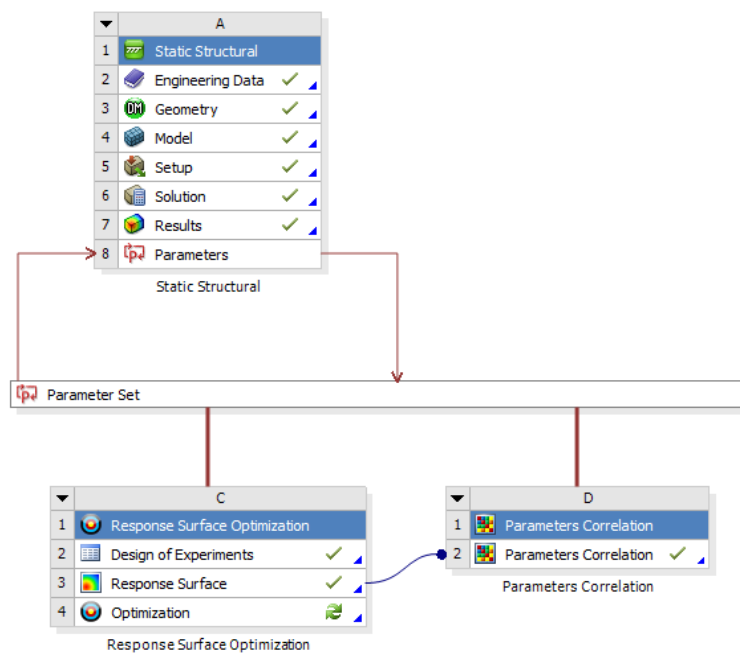 A
1 Static Structural
2 Engineering Data
3 DM Geometry
4 Model
5 Setup
6 Solution
7 Results
8 Parameters
Static Structural
Parameter Set
C
1 Response Surface Optimization
2 Design of Experiments
3 Response Surface
4 Optimization
Response Surface Optimization
D
1 Parameters Correlation
2 Parameters Correlation
Parameters Correlation